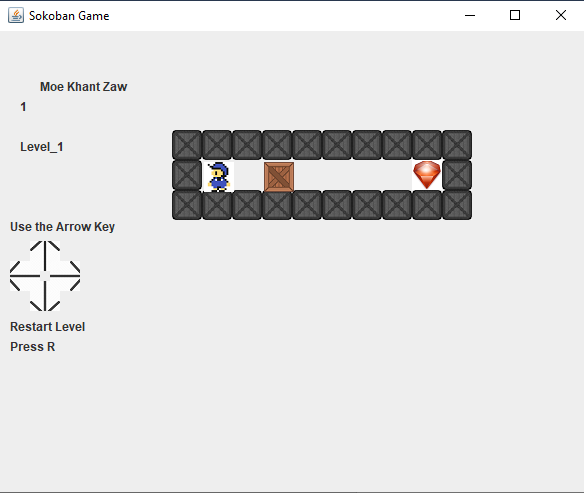 Sokoban Game
Moe Khant Zaw
1
Level_1
Use the Arrow Key
Restart Level
Press R